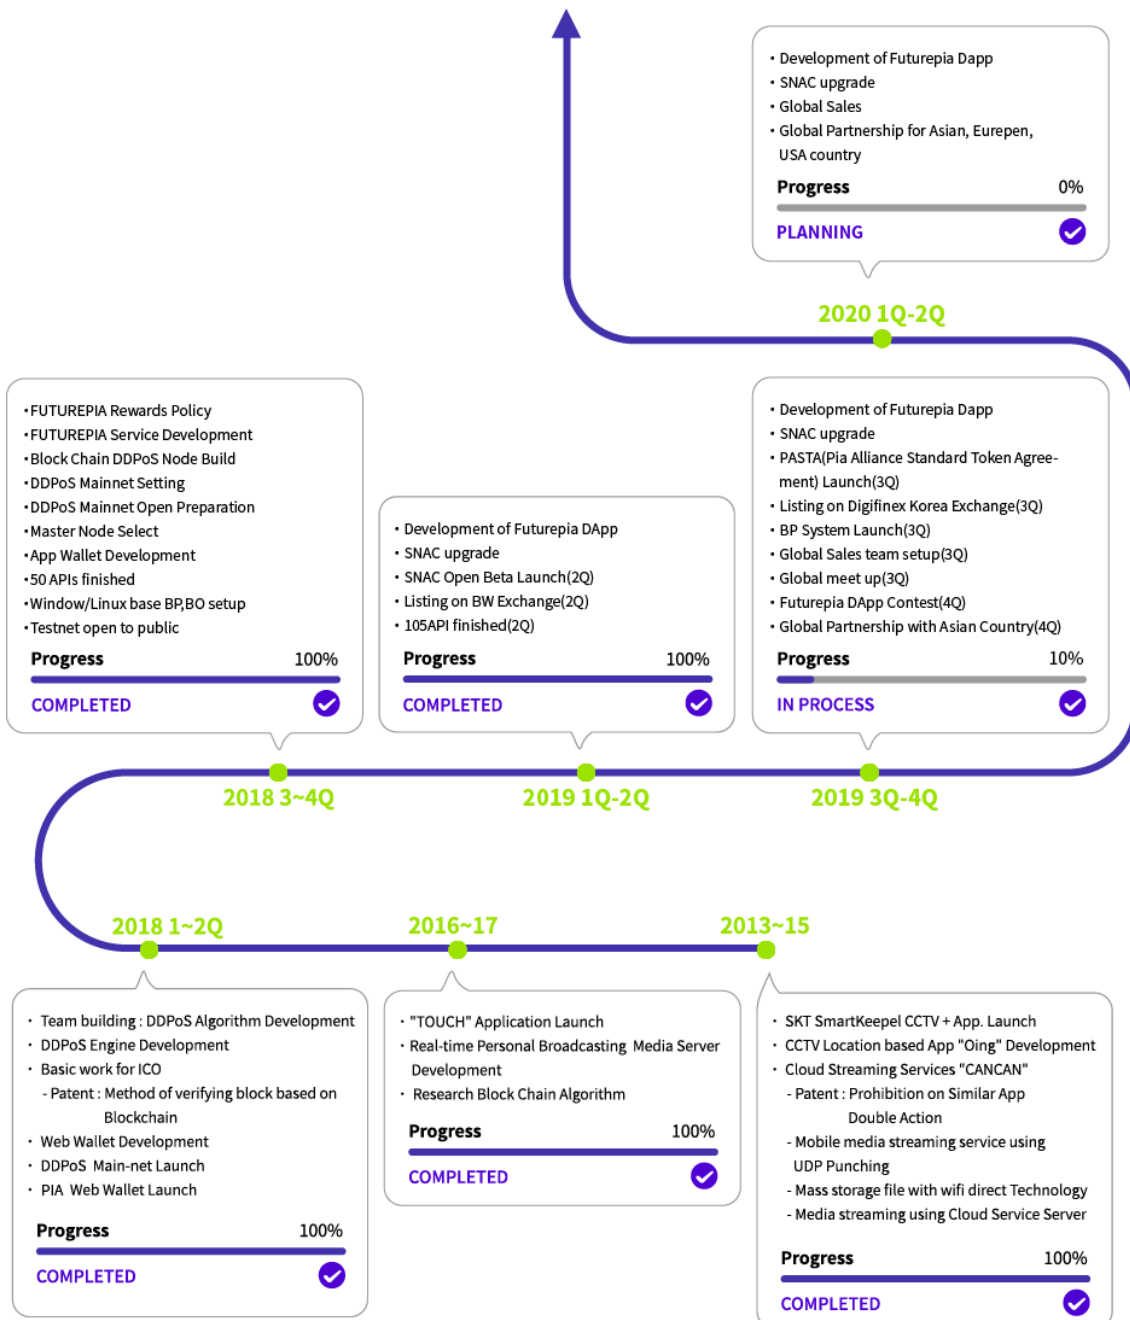 • Development of Futurepia Dapp
• SNAC upgrade
• Global Sales
• Global Partnership for Asian, Eurepen,
USA country
Progress 0%
PLANNING
2020 1Q-2Q
•FUTUREPIA Rewards Policy
•FUTUREPIA Service Development
•Block Chain DDPoS Node Build
•DDPoS Mainnet Setting
•DDPoS Mainnet Open Preparation
•Master Node Select
•App Wallet Development
•50 APIs finished
•Window/Linux base BP,BO setup
•Testnet open to public
Progress 100%
COMPLETED
2018 3~4Q
• Development of Futurepia DApp
• SNAC upgrade
• SNAC Open Beta Launch(2Q)
• Listing on BW Exchange(2Q)
• 105API finished(2Q)
Progress 100%
COMPLETED
2019 1Q-2Q
• Development of Futurepia Dapp
• SNAC upgrade
• PASTA(Pia Alliance Standard Token Agree-
ment) Launch(3Q)
• Listing on Digifinex Korea Exchange(3Q)
• BP System Launch(3Q)
• Global Sales team setup(3Q)
• Global meet up(3Q)
• Futurepia DApp Contest(4Q)
• Global Partnership with Asian Country(4Q)
Progress 10%
IN PROCESS
2019 3Q-4Q
2018 1~2Q
• Team building : DDPoS Algorithm Development
• DDPoS Engine Development
• Basic work for ICO
- Patent : Method of verifying block based on
Blockchain
• Web Wallet Development
• DDPoS Main-net Launch
• PIA Web Wallet Launch
Progress 100%
COMPLETED
2016~17
• "TOUCH" Application Launch
• Real-time Personal Broadcasting Media Server
Development
• Research Block Chain Algorithm
Progress 100%
COMPLETED
2013~15
• SKT SmartKeepel CCTV + App. Launch
• CCTV Location based App "Oing" Development
• Cloud Streaming Services "CANCAN"
- Patent : Prohibition on Similar App
Double Action
- Mobile media streaming service using
UDP Punching
- Mass storage file with wifi direct Technology
- Media streaming using Cloud Service Server
Progress 100%
COMPLETED